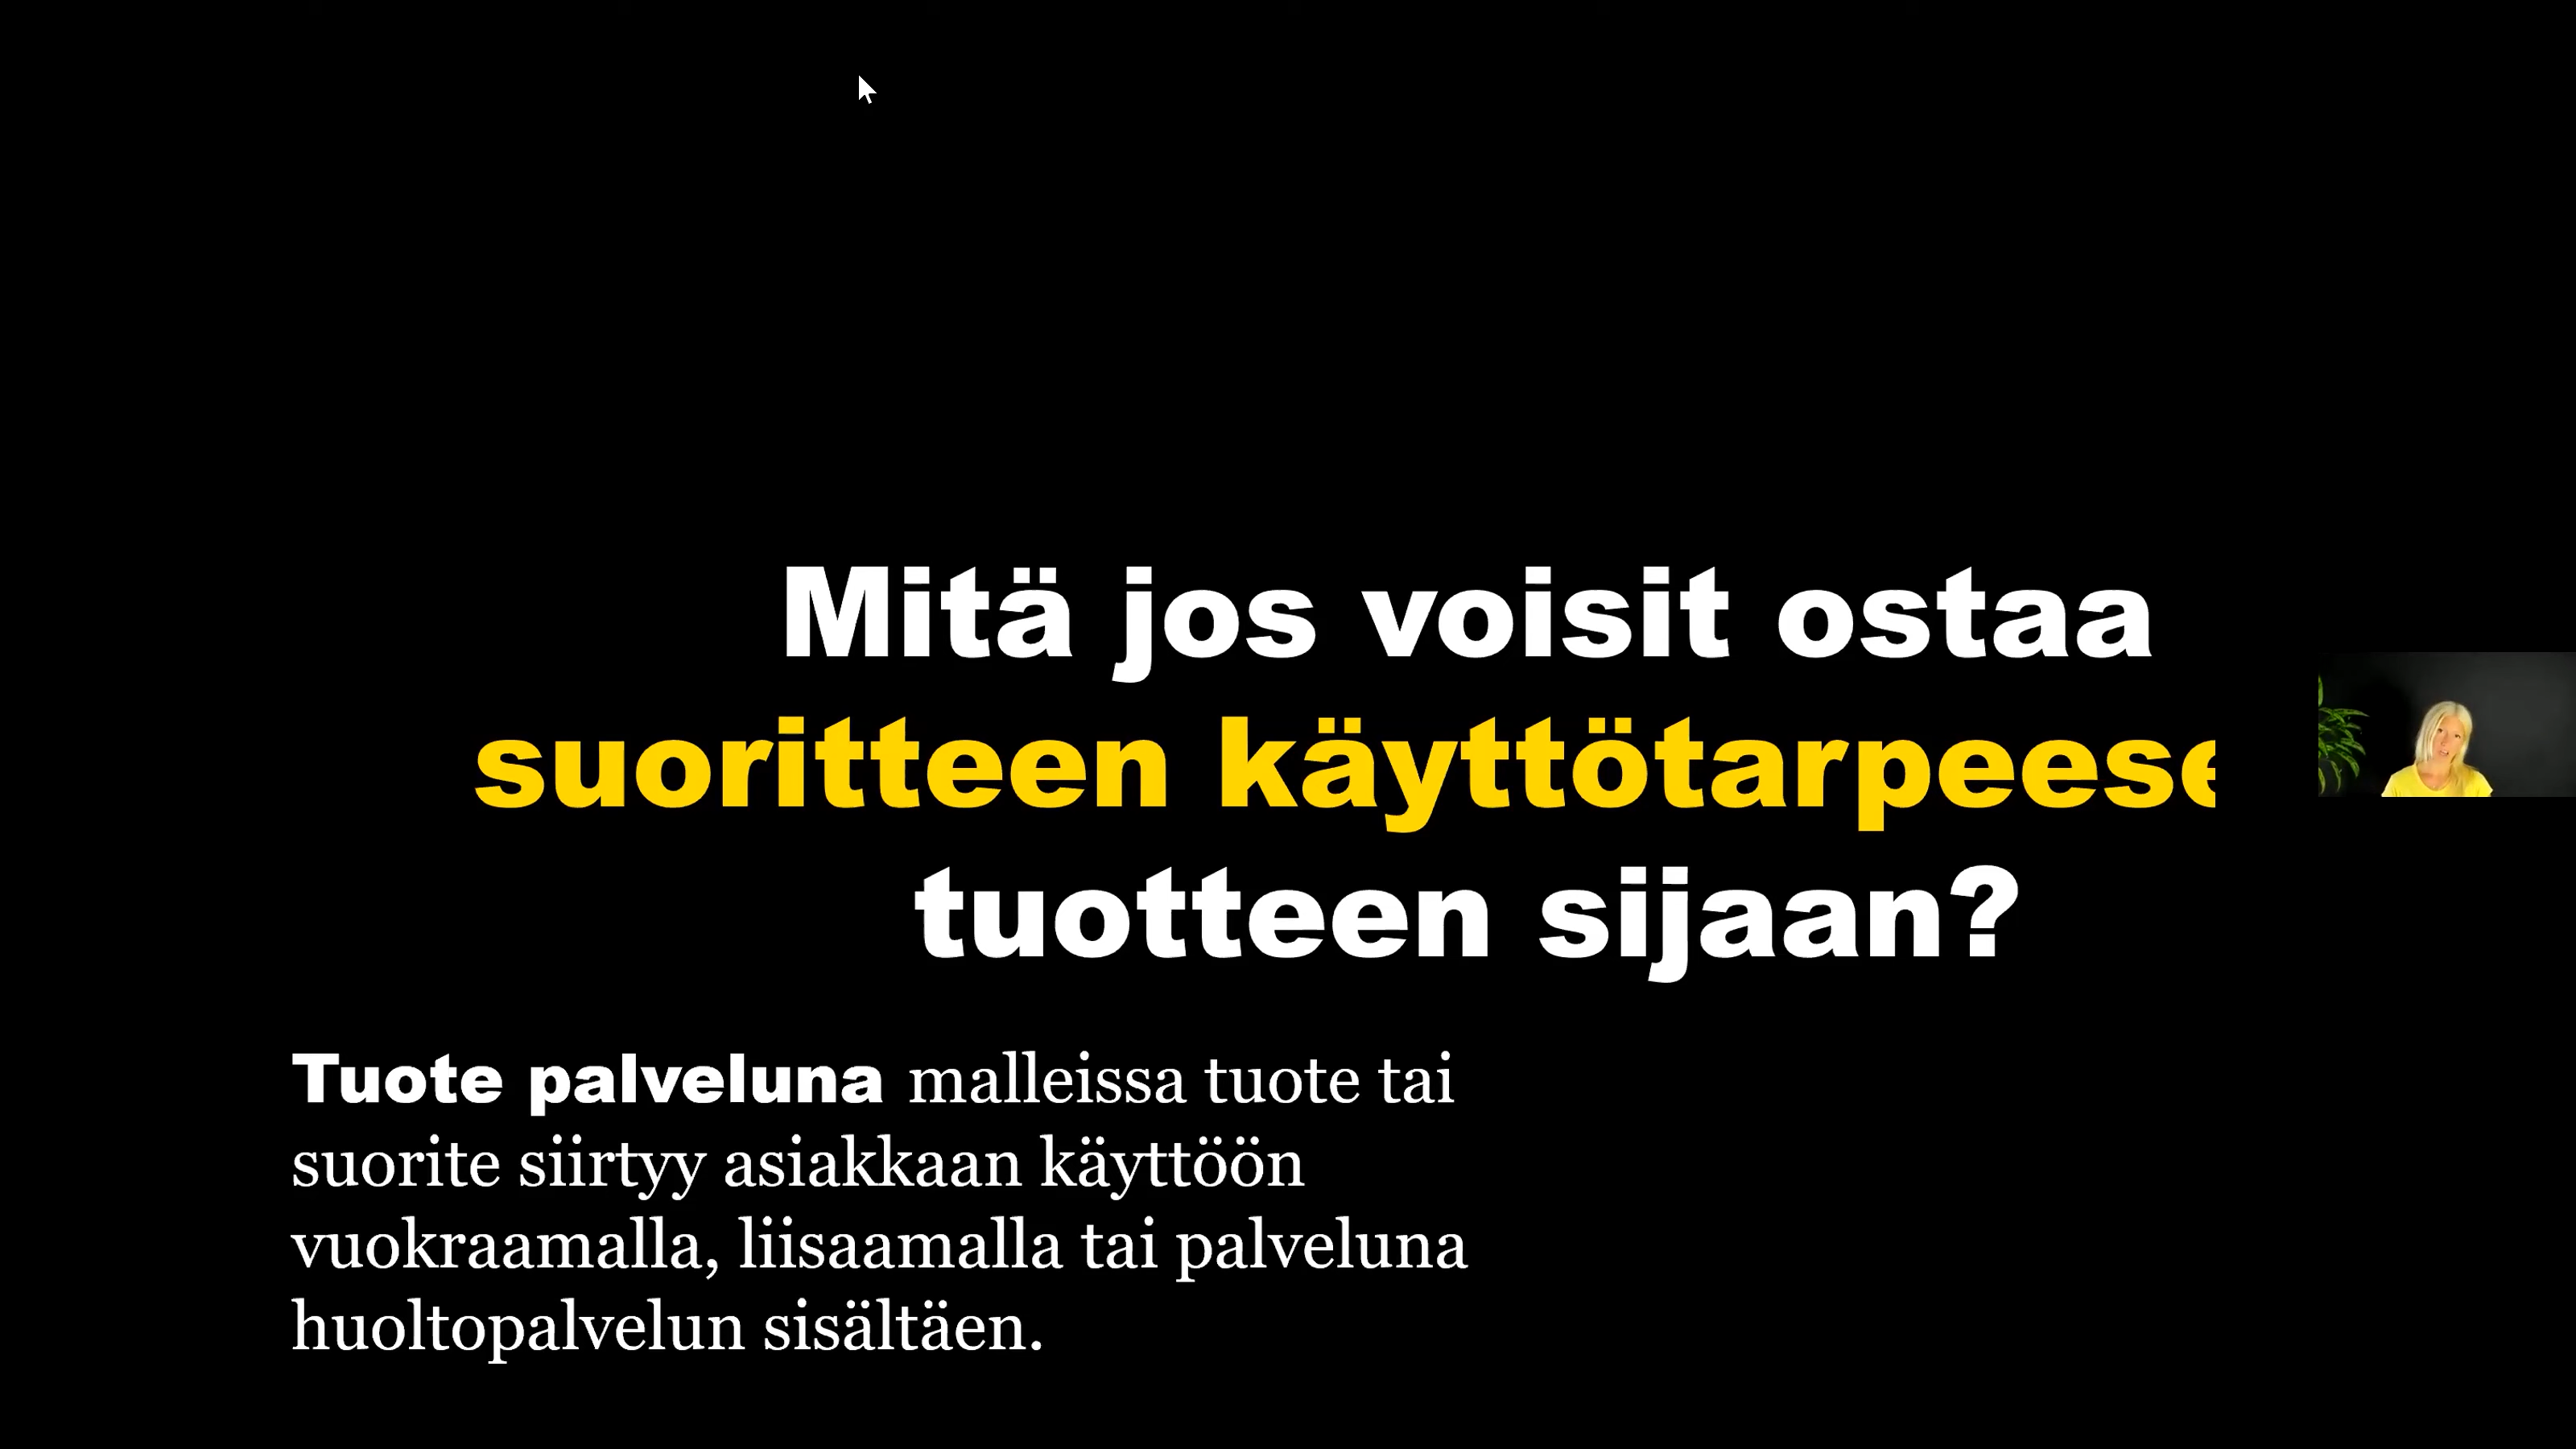 Mitä jos voisit ostaa
suoritteen käyttötarpeese
tuotteen sijaan?
Tuote palveluna malleissa tuote tai
suorite siirtyy asiakkaan käyttöön
vuokraamalla, liisaamalla tai palveluna
huoltopalvelun sisältäen.